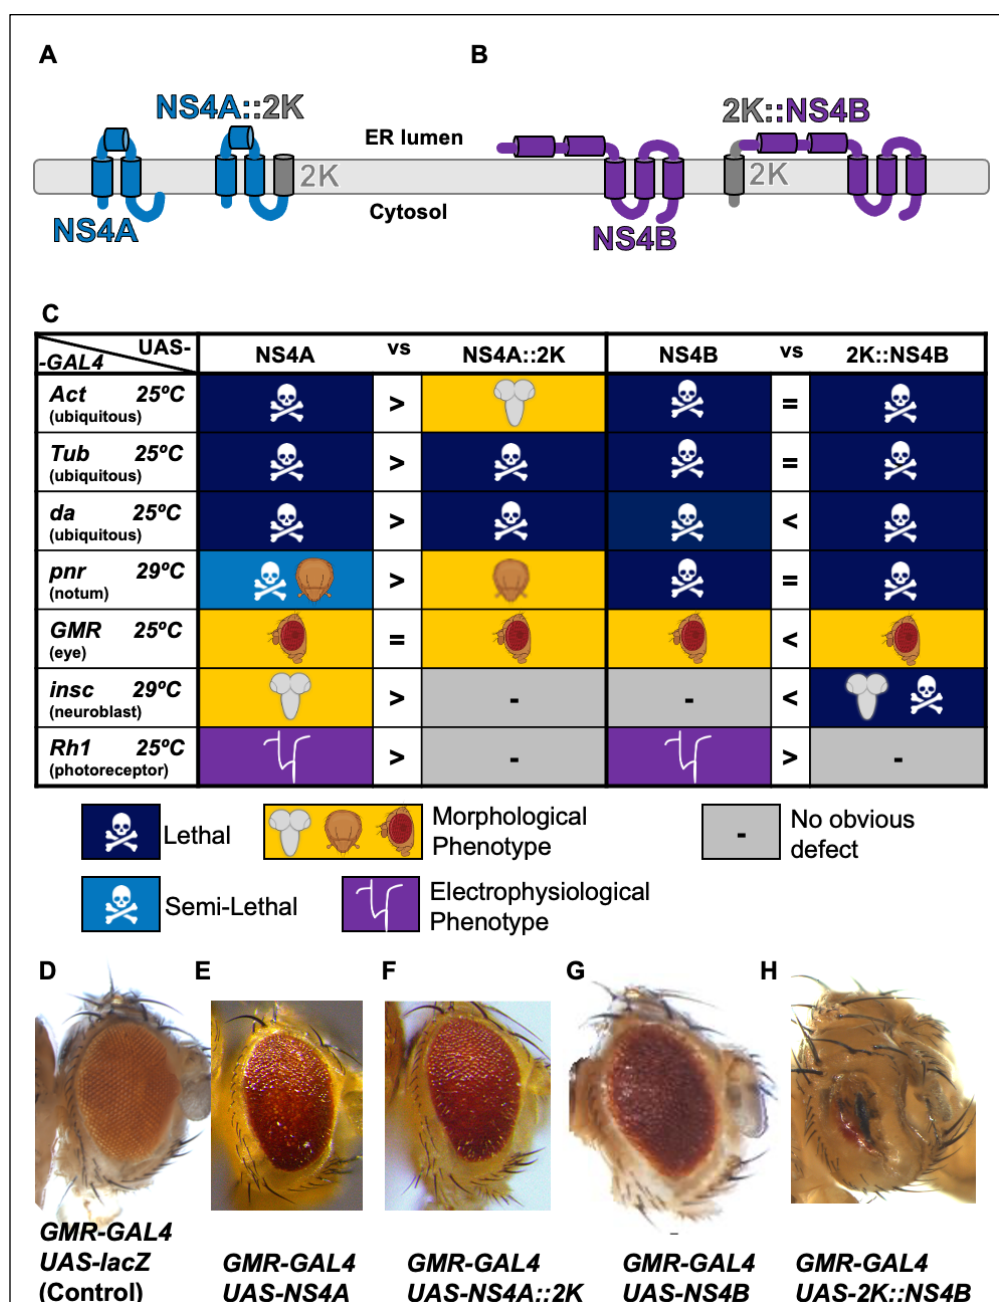 A
B
NS4A::2K
2K::NS4B
ER lumen
2K
2K
Cytosol
NS4A
NS4B
C
UAS-
-GAL4
NS4A vs NS4A::2K NS4B vs 2K::NS4B
Act 25ºC
(ubiquitous)
> =
Tub 25ºC
(ubiquitous)
> =
da 25ºC
(ubiquitous)
> <
pnr 29ºC
(notum)
> =
GMR 25ºC
(eye)
= <
insc 29ºC
(neuroblast)
> - - <
Rh1 25ºC
(photoreceptor)
> - > -
Lethal
Morphological
Phenotype
- No obvious
defect
Semi-Lethal
Electrophysiological
Phenotype
D E F G H
GMR-GAL4
UAS-lacZ
(Control)
GMR-GAL4
UAS-NS4A
GMR-GAL4
UAS-NS4A::2K
GMR-GAL4
UAS-NS4B
GMR-GAL4
UAS-2K::NS4B